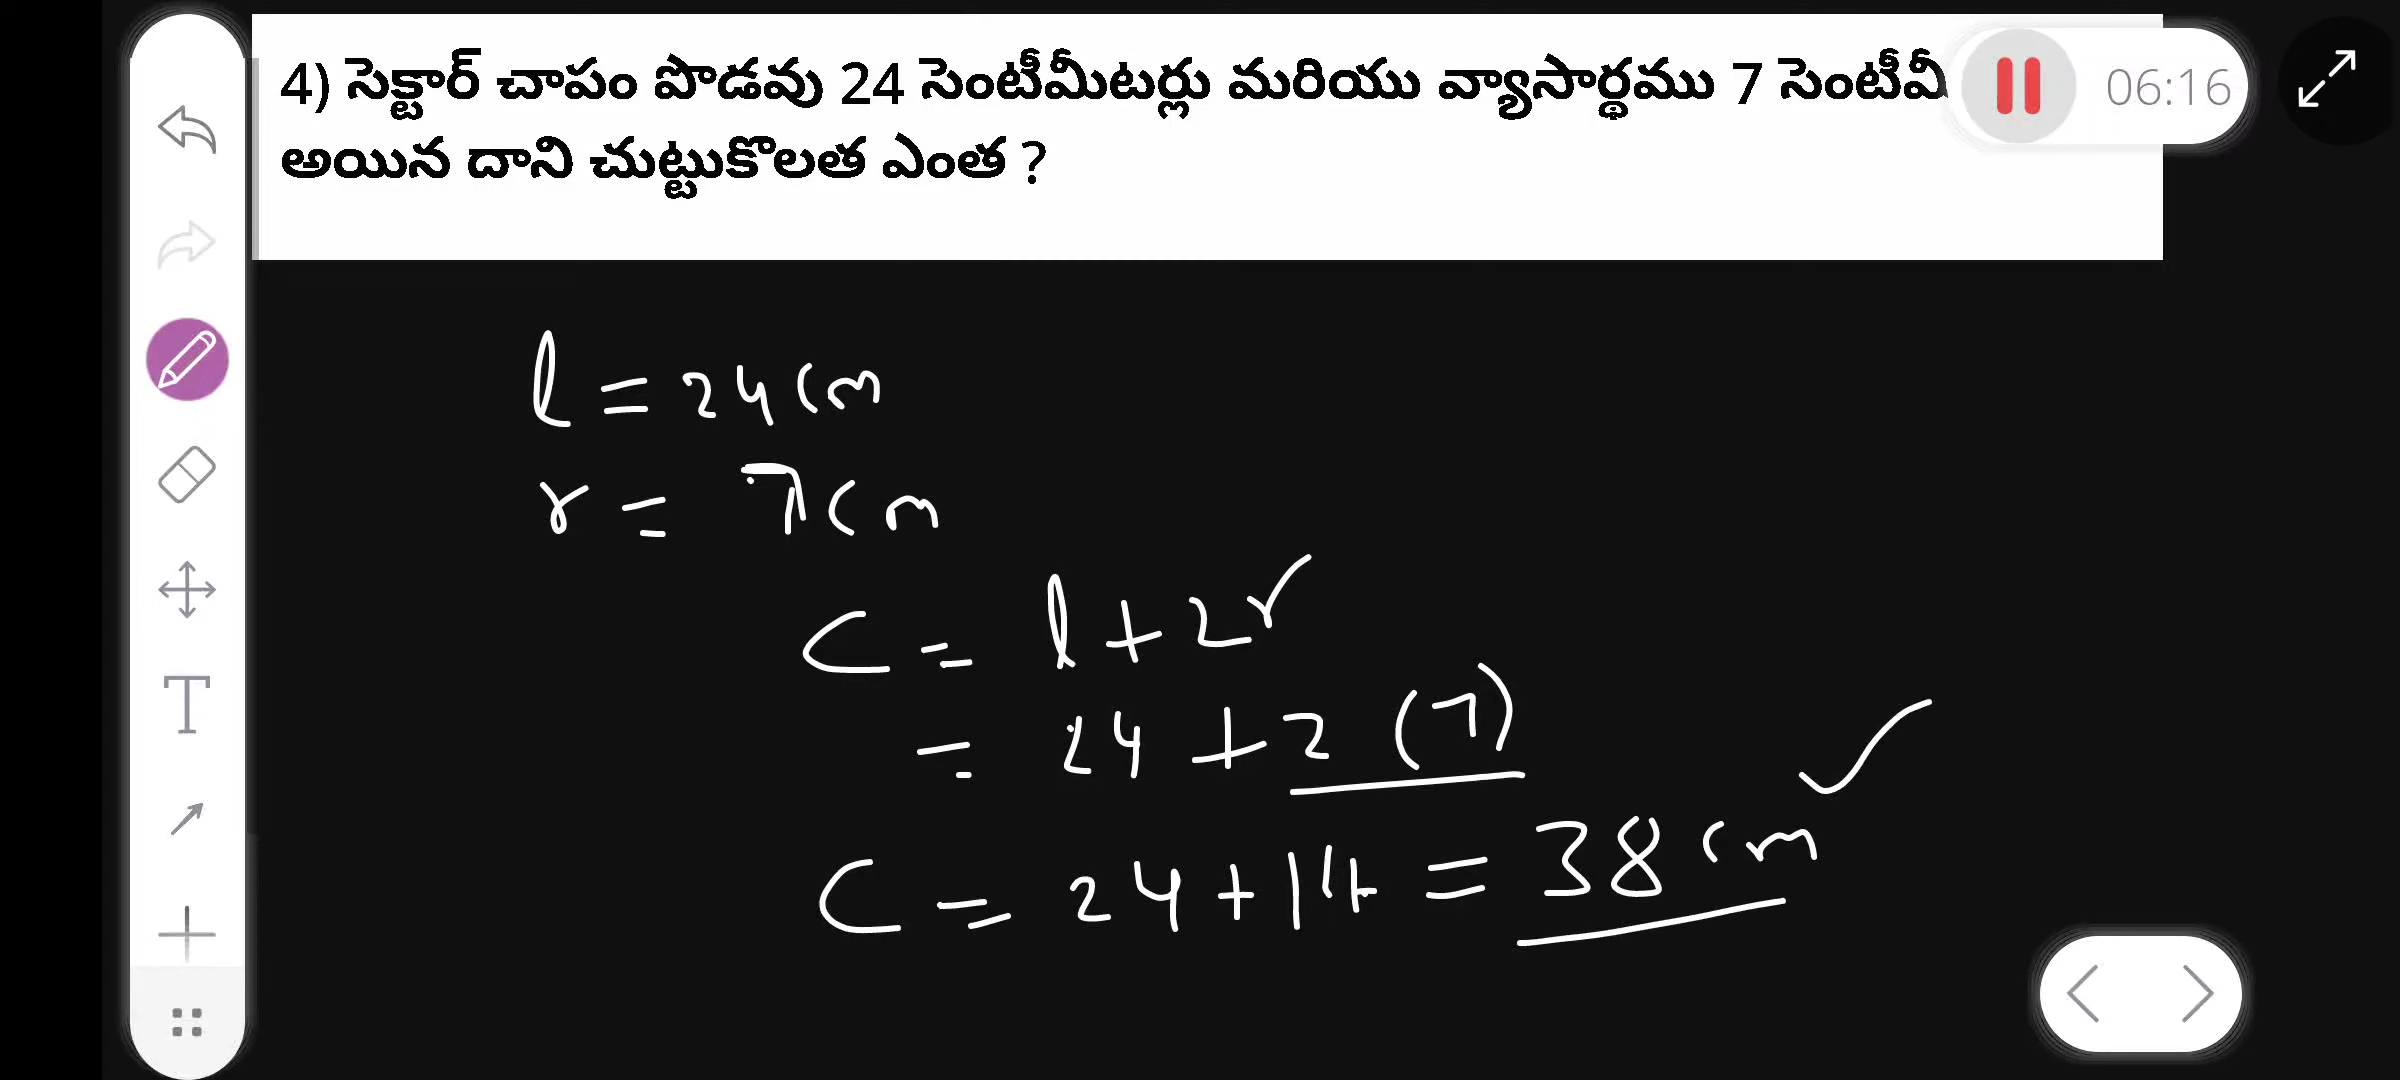 4) సెక్టార్ చాపం పొడవు 24 సెంటీమీటర్లు మరియు వ్యాసార్థము 7 సెంటీమీ
06:16
అయిన దాని చుట్టుకొలత ఎంత ?
l = 24 cm
r = 7 cm
C = l + 2r
= 24 + 2 (7)
C = 24 + 14 = 38 cm
T